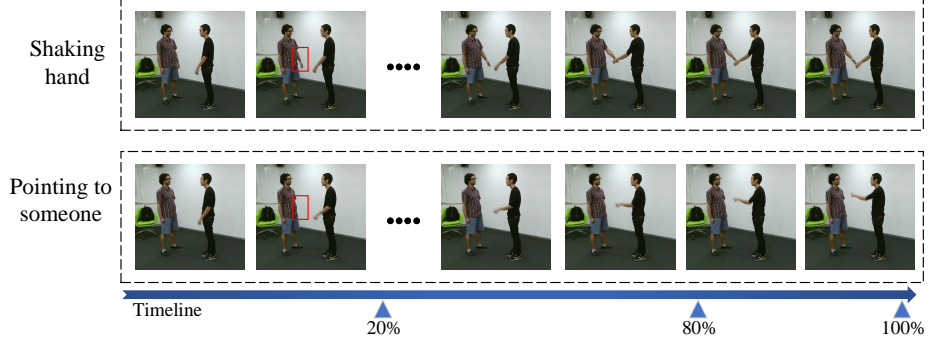 Shaking
hand
Pointing to
someone
Timeline
20%
80%
100%